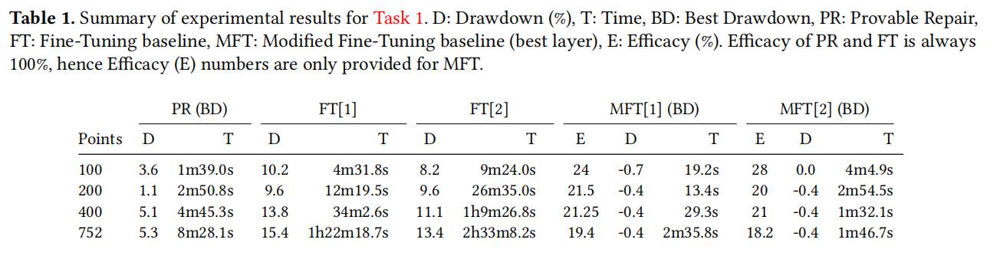 Table 1. Summary of experimental results for Task 1. D: Drawdown (%), T: Time, BD: Best Drawdown, PR: Provable Repair,
FT: Fine-Tuning baseline, MFT: Modified Fine-Tuning baseline (best layer), E: Efficacy (%). Efficacy of PR and FT is always
100%, hence Efficacy (E) numbers are only provided for MFT.
PR (BD) FT[1] FT[2] MFT[1] (BD) MFT[2] (BD)
Points D T D T D T E D T E D T
100 3.6 1m39.0s 10.2 4m31.8s 8.2 9m24.0s 24 -0.7 19.2s 28 0.0 4m4.9s
200 1.1 2m50.8s 9.6 12m19.5s 9.6 26m35.0s 21.5 -0.4 13.4s 20 -0.4 2m54.5s
400 5.1 4m45.3s 13.8 34m2.6s 11.1 1h9m26.8s 21.25 -0.4 29.3s 21 -0.4 1m32.1s
752 5.3 8m28.1s 15.4 1h22m18.7s 13.4 2h33m8.2s 19.4 -0.4 2m35.8s 18.2 -0.4 1m46.7s